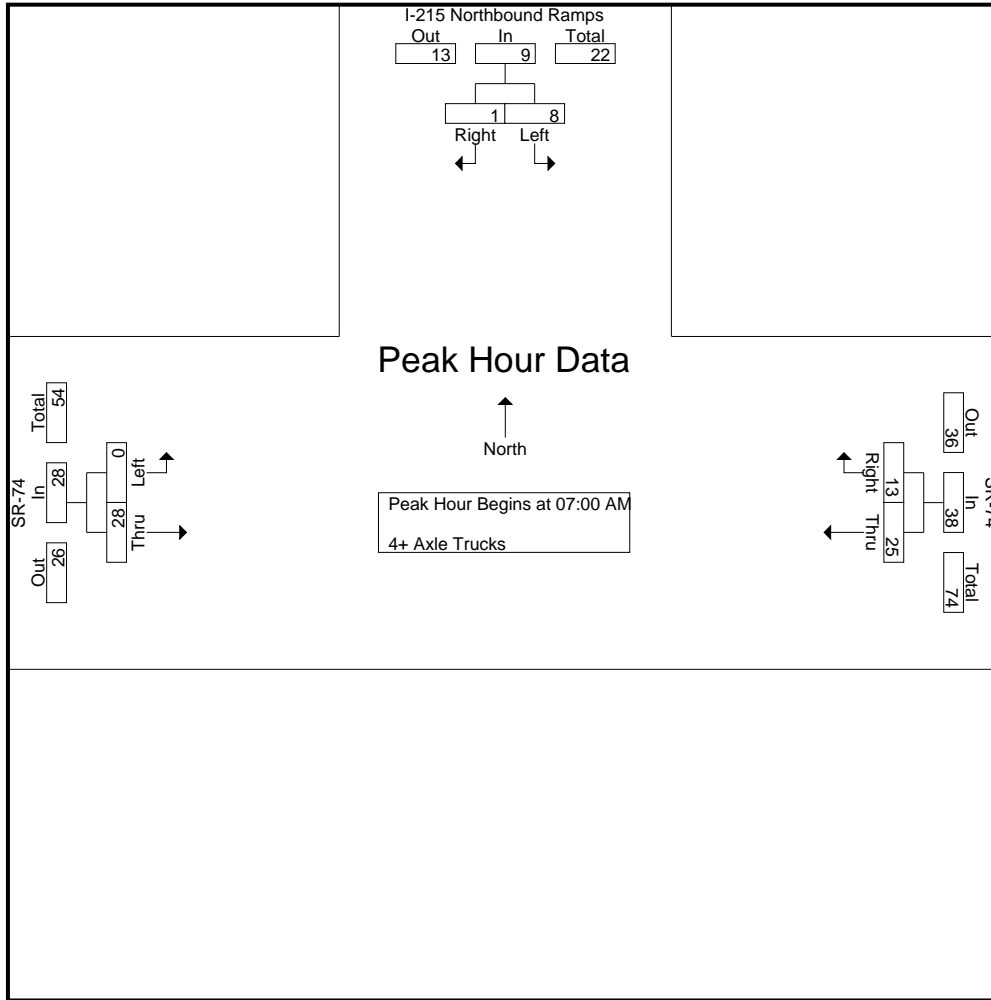 I-215 Northbound Ramps
Out In Total
13 9 22
1 8
Right Left
Peak Hour Data
North
Peak Hour Begins at 07:00 AM
4+ Axle Trucks
SR-74
Total In Out
54 28 26
0 28
Left Thru
Right Thru
13 25
36 38 74
Out In Total
SR-74